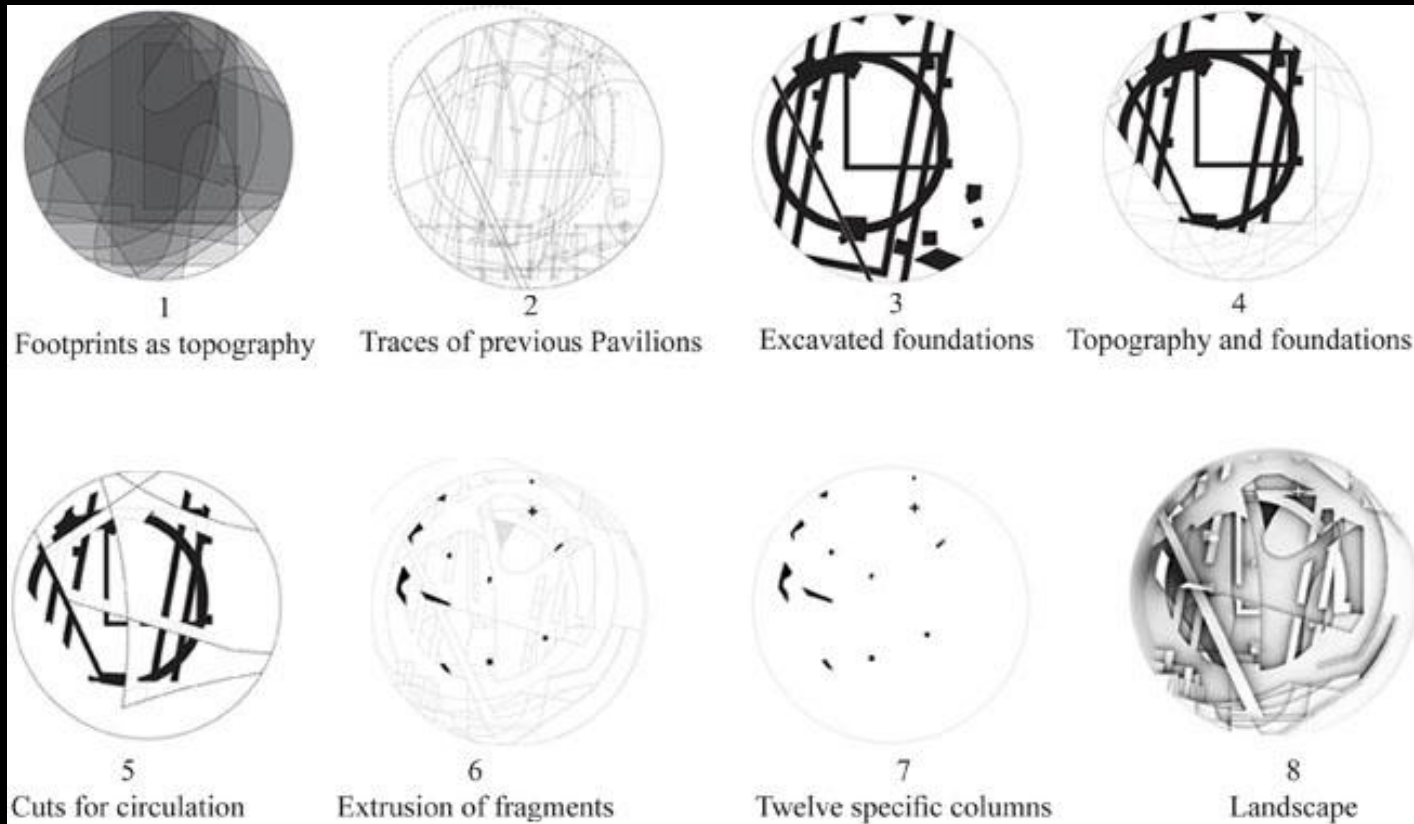 1
Footprints as topography
2
Traces of previous Pavilions
3
Excavated foundations
4
Topography and foundations
5
Cuts for circulation
6
Extrusion of fragments
7
Twelve specific columns
8
Landscape